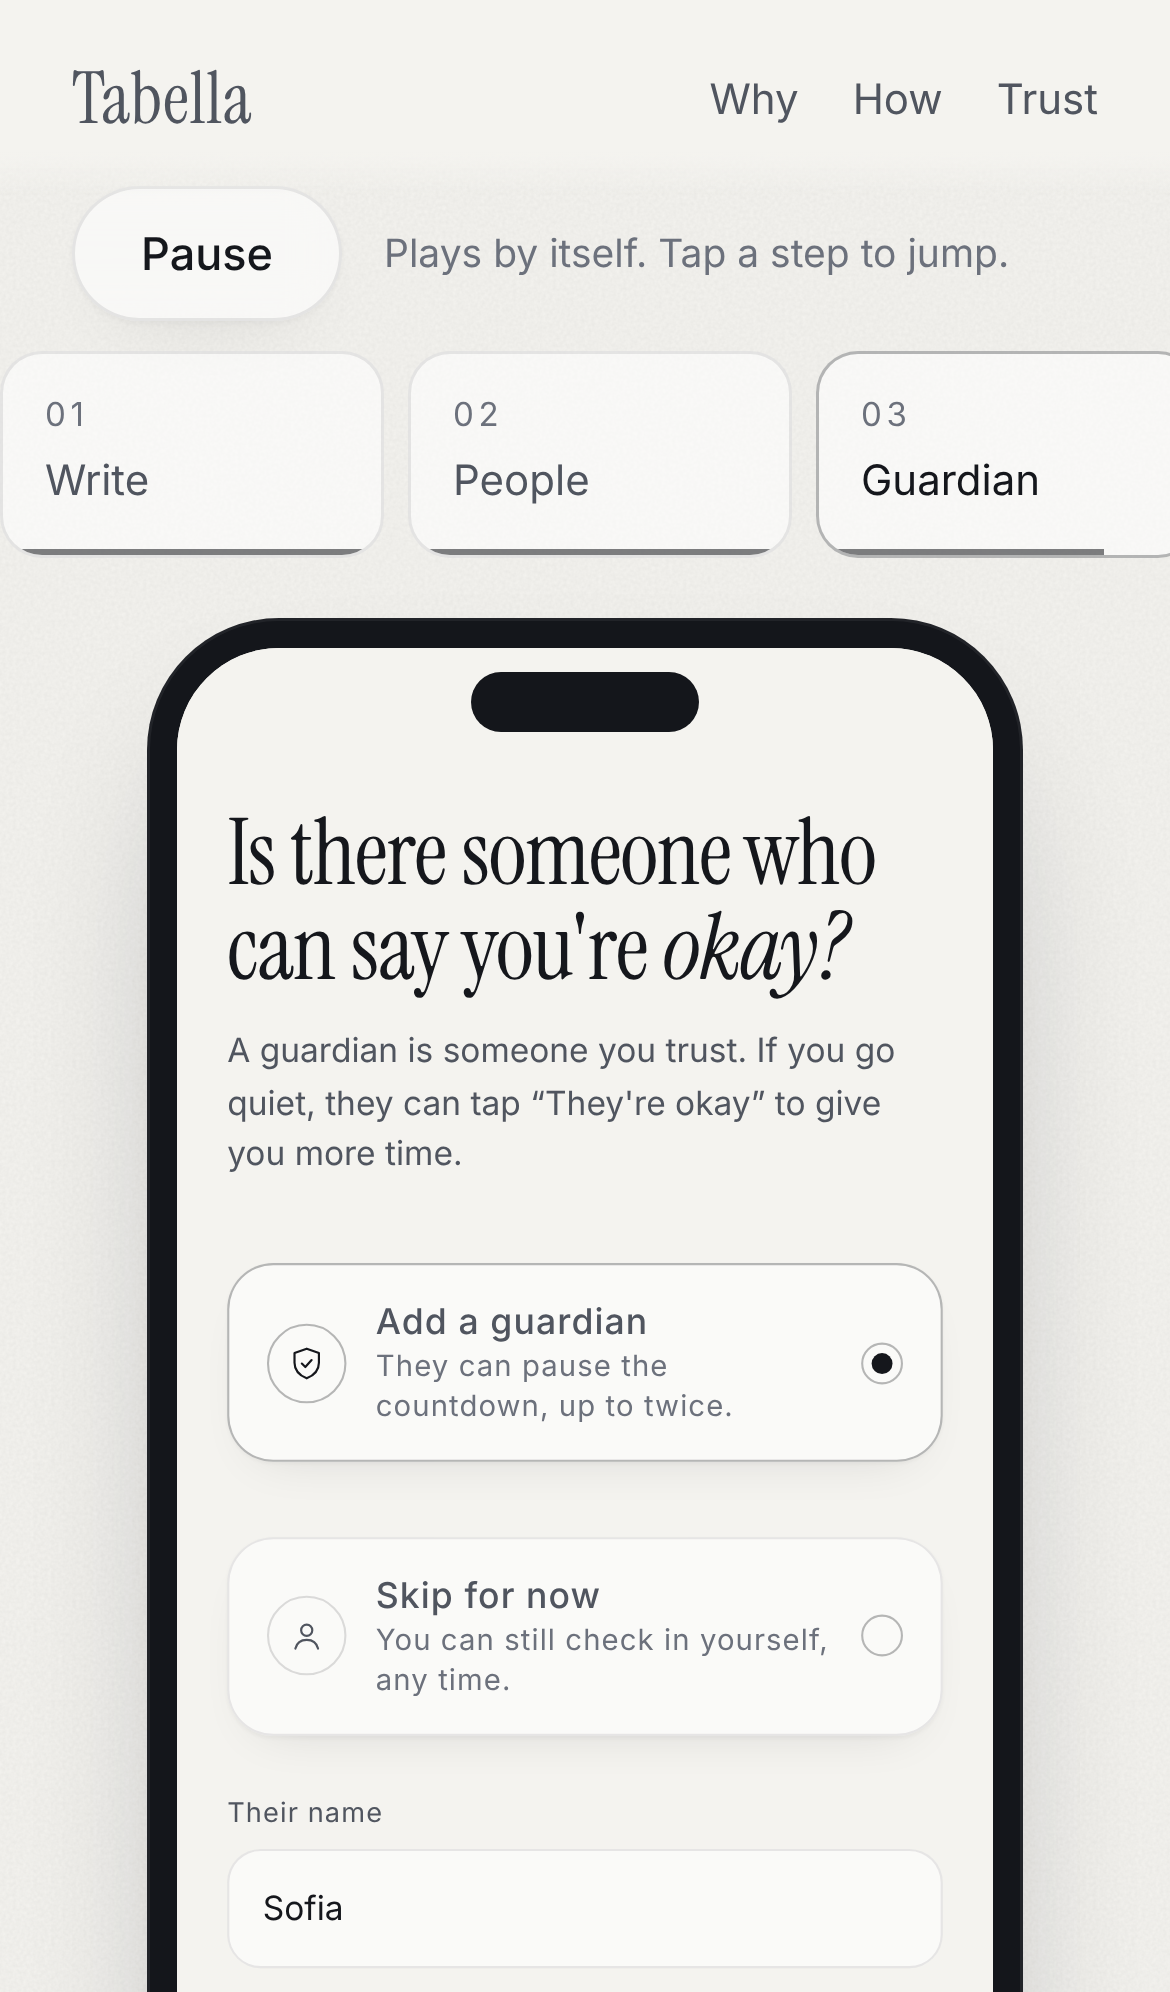 Tabella
Why How Trust
Pause
Plays by itself. Tap a step to jump.
01
Write
02
People
03
Guardian
Is there someone who
can say you're okay?
A guardian is someone you trust. If you go
quiet, they can tap “They're okay” to give
you more time.
Add a guardian
They can pause the
countdown, up to twice.
Skip for now
You can still check in yourself,
any time.
Their name
Sofia